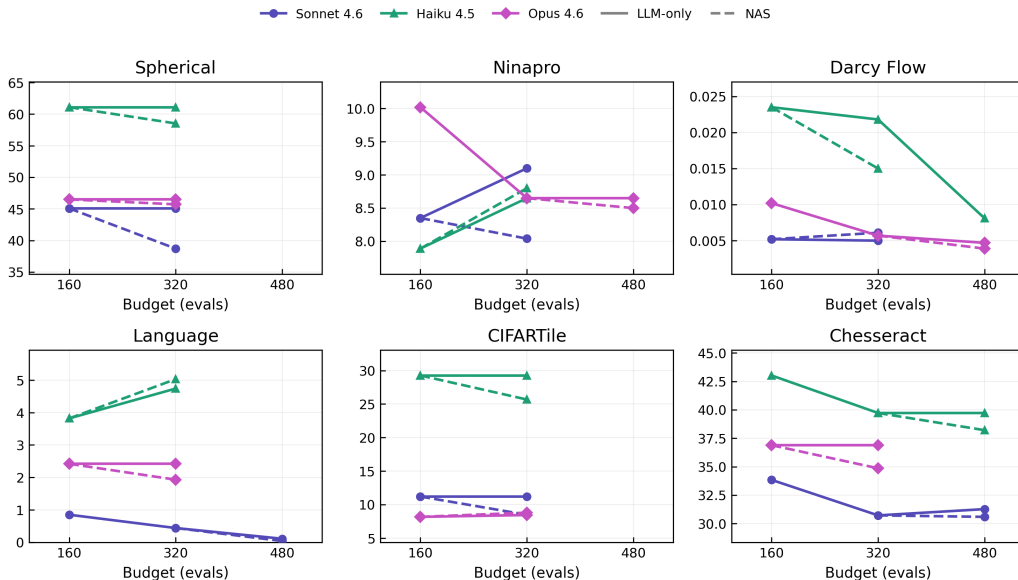 Sonnet 4.6 Haiku 4.5 Opus 4.6 LLM-only NAS
Spherical
65
60
55
50
45
40
35
160 320 480
Budget (evals)
Ninapro
10.0
9.5
9.0
8.5
8.0
160 320 480
Budget (evals)
Darcy Flow
0.025
0.020
0.015
0.010
0.005
160 320 480
Budget (evals)
Language
5
4
3
2
1
0
160 320 480
Budget (evals)
CIFARTile
30
25
20
15
10
5
160 320 480
Budget (evals)
Chesseract
45.0
42.5
40.0
37.5
35.0
32.5
30.0
160 320 480
Budget (evals)